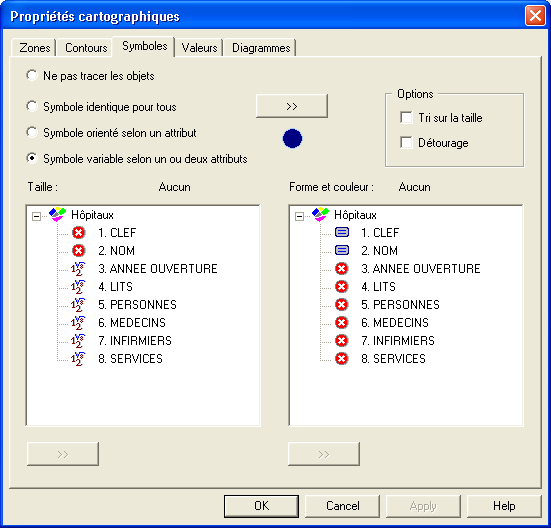 Propriétés cartographiques
Zones Contours Symboles Valeurs Diagrammes
Ne pas tracer les objets
Symbole identique pour tous
>>
Symbole orienté selon un attribut
Symbole variable selon un ou deux attributs
Options
Tri sur la taille
Détourage
Taille : Aucun
Hôpitaux
1. CLEF
2. NOM
3. ANNEE OUVERTURE
4. LITS
5. PERSONNES
6. MEDECINS
7. INFIRMIERS
8. SERVICES
>>
Forme et couleur : Aucun
Hôpitaux
1. CLEF
2. NOM
3. ANNEE OUVERTURE
4. LITS
5. PERSONNES
6. MEDECINS
7. INFIRMIERS
8. SERVICES
>>
OK Cancel Apply Help